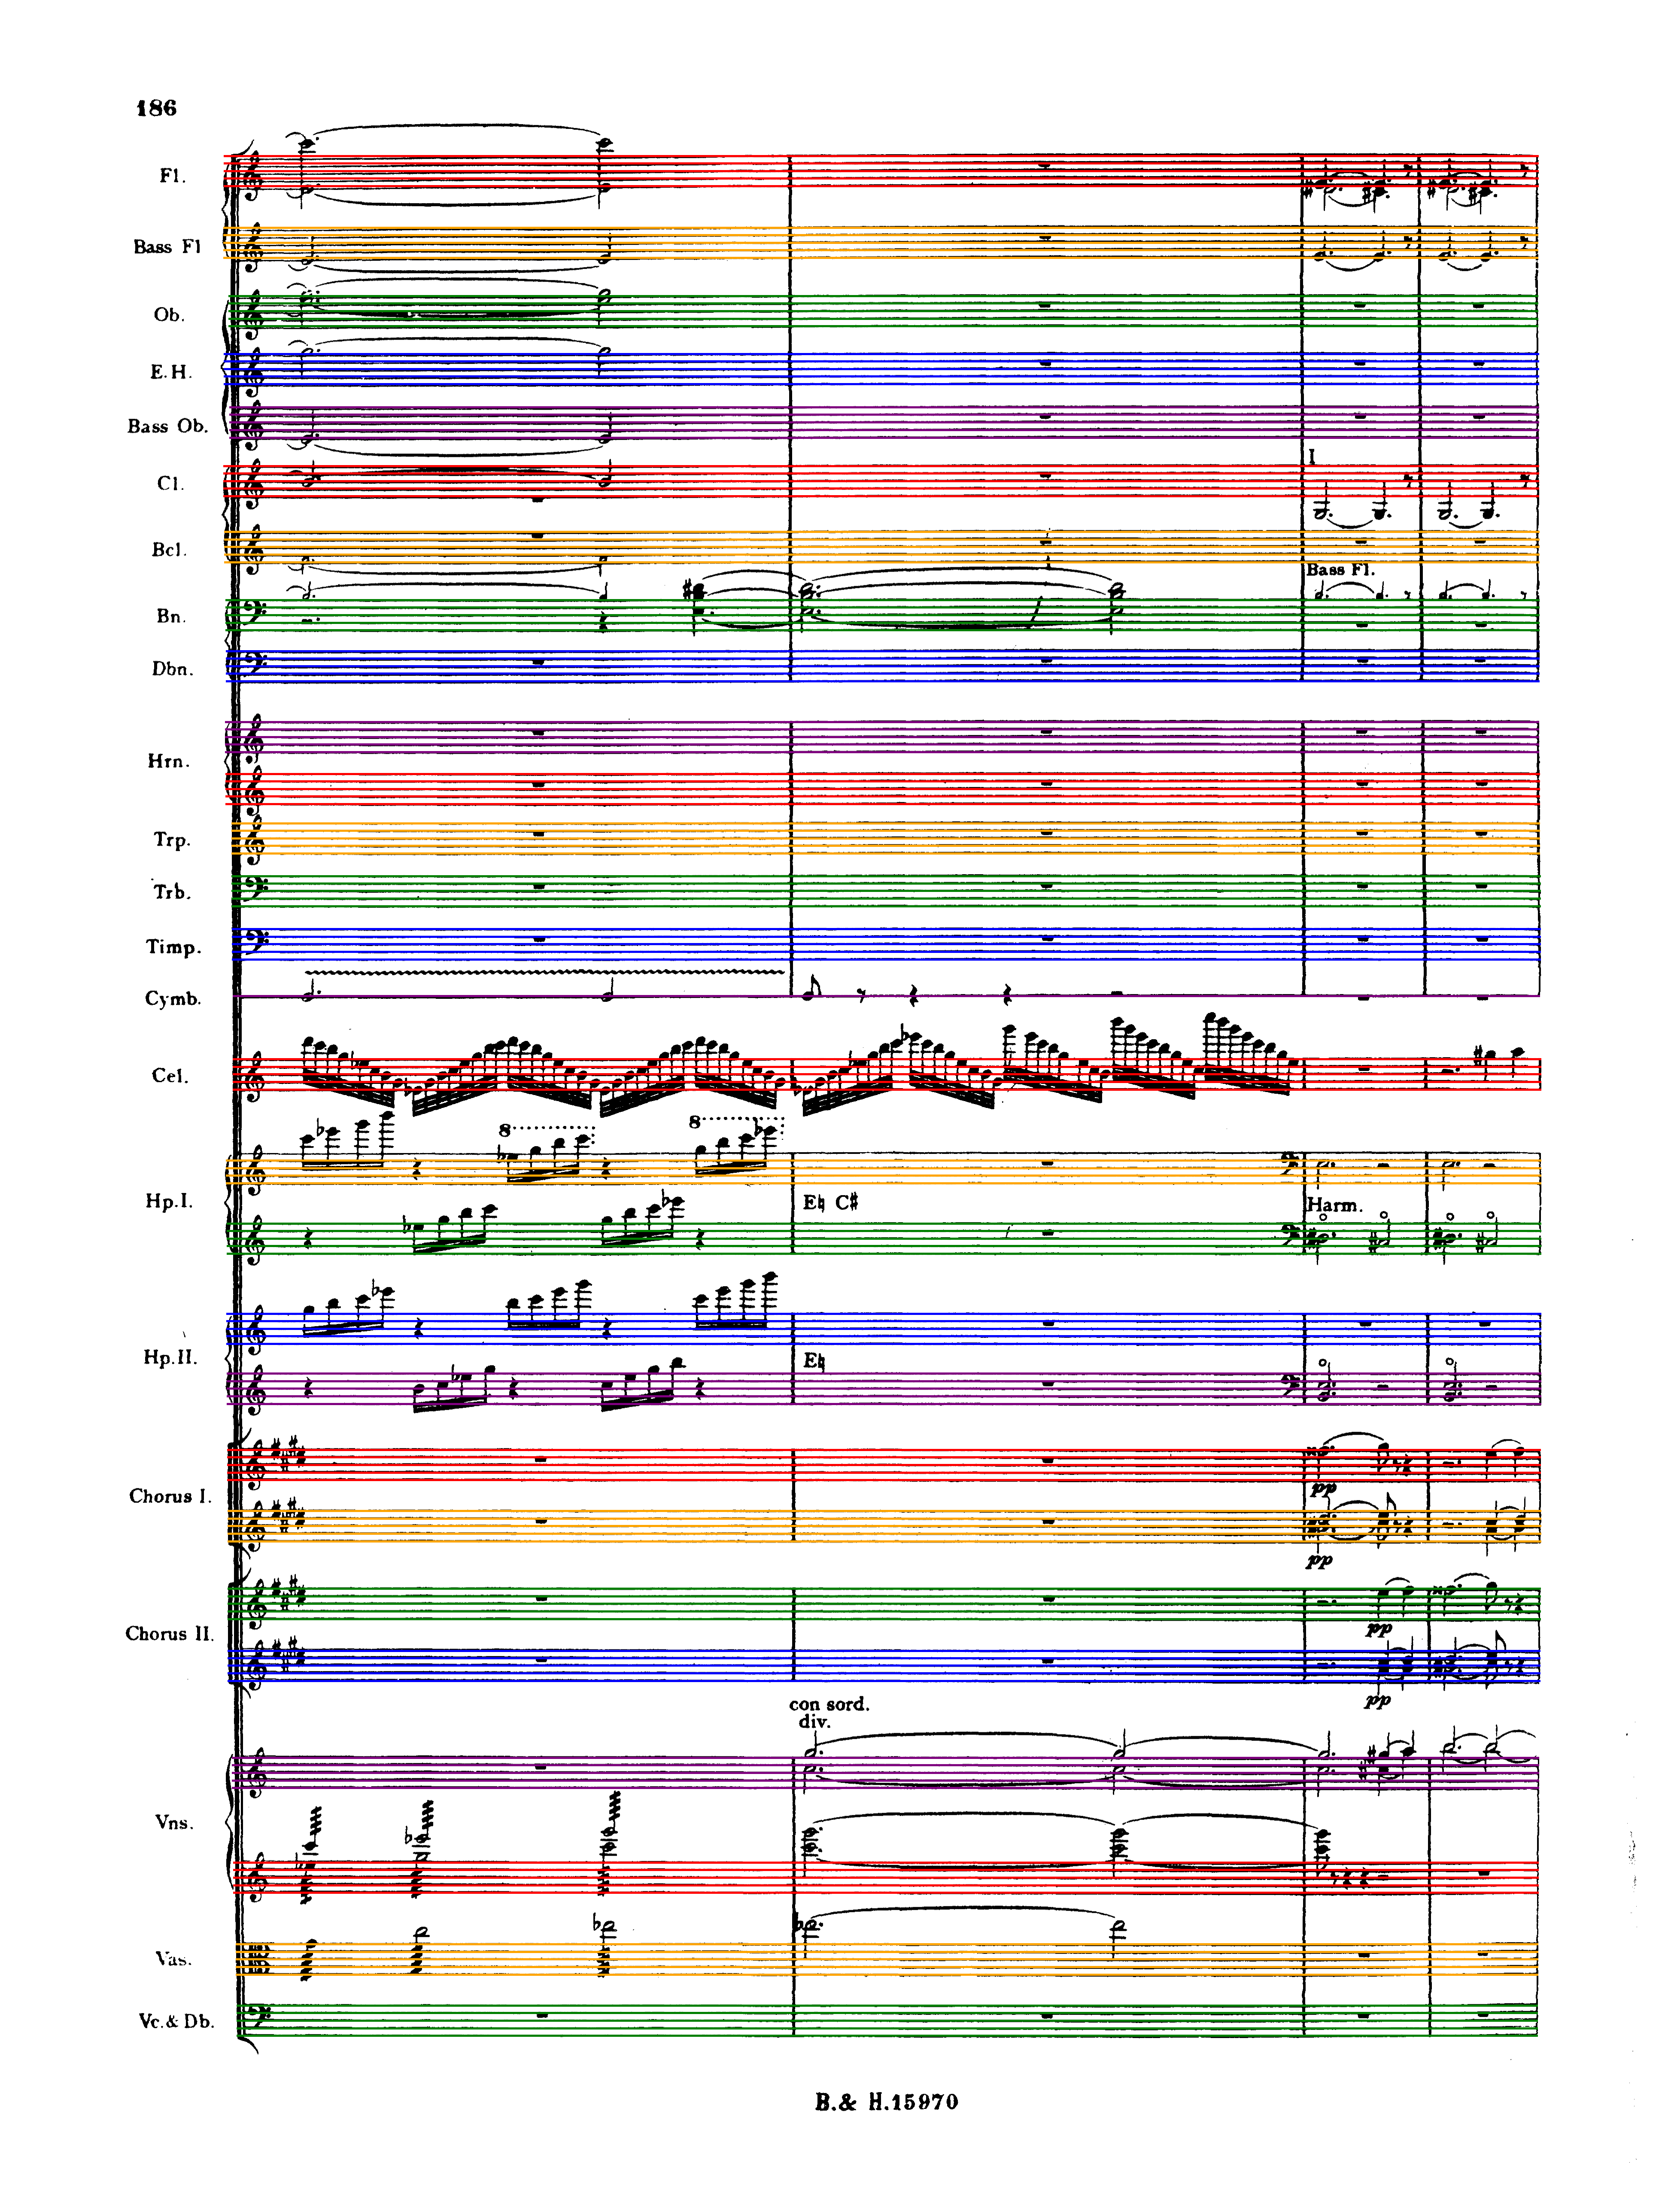 186
Fl.
Bass Fl
Ob.
E.H.
Bass Ob.
Cl.
I
Bcl.
Bass Fl.
Bn.
Dbn.
Hrn.
Trp.
Trb.
Timp.
Cymb.
Cel.
8
8
Hp.I.
E♮ C♯
Harm.
Hp.II.
E♮
Chorus I.
pp
pp
Chorus II.
pp
pp
con sord.
div.
Vns.
Vas.
Vc.& Db.
B.& H.15970